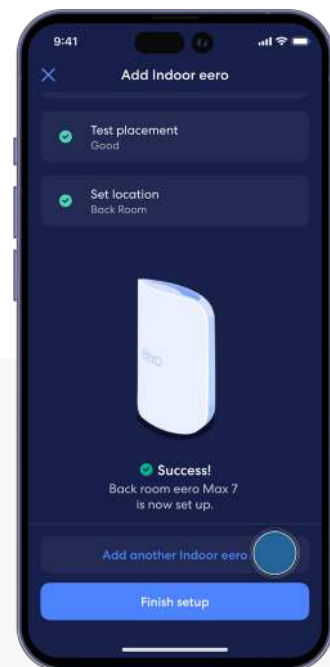 9:41
Add Indoor eero
Test placement
Good
Set location
Back Room
eero
Success!
Back room eero Max 7
is now set up.
Add another Indoor eero
Finish setup